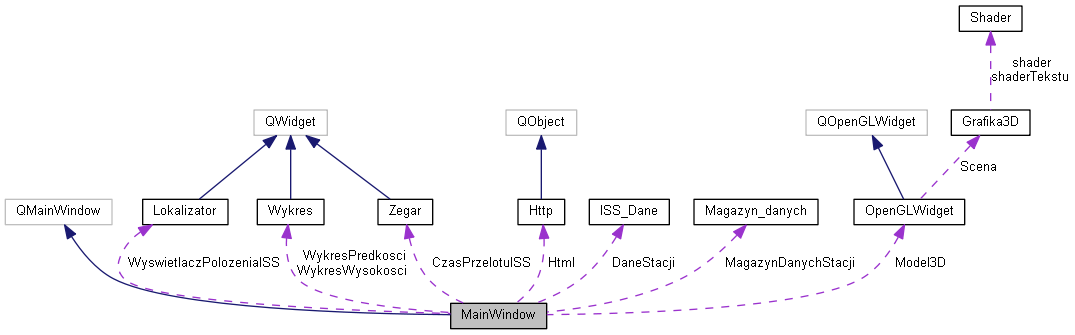 Shader
shader
shaderTekstu
QWidget
QObject
QOpenGLWidget
Grafika3D
Scena
QMainWindow
Lokalizator
Wykres
Zegar
Http
ISS_Dane
Magazyn_danych
OpenGLWidget
WyswietlaczPolozeniaISS
WykresPredkosci
WykresWysokosci
CzasPrzelotuISS
Html
DaneStacji
MagazynDanychStacji
Model3D
MainWindow